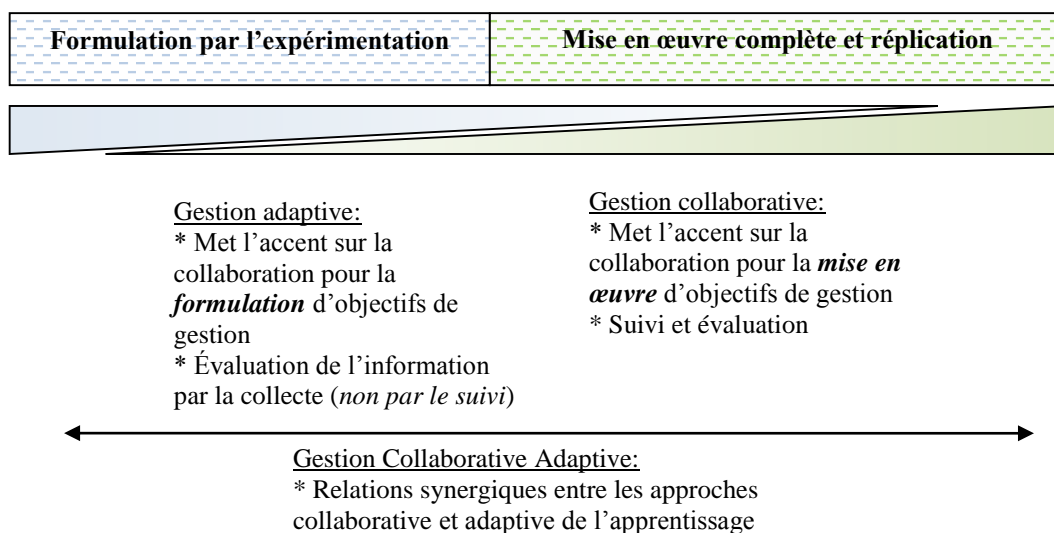 Formulation par l’expérimentation
Mise en œuvre complète et réplication
Gestion adaptive:
* Met l’accent sur la
collaboration pour la
formulation d’objectifs de
gestion
* Évaluation de l’information
par la collecte (non par le suivi)
Gestion collaborative:
* Met l’accent sur la
collaboration pour la mise en
œuvre d’objectifs de gestion
* Suivi et évaluation
Gestion Collaborative Adaptive:
* Relations synergiques entre les approches
collaborative et adaptive de l’apprentissage